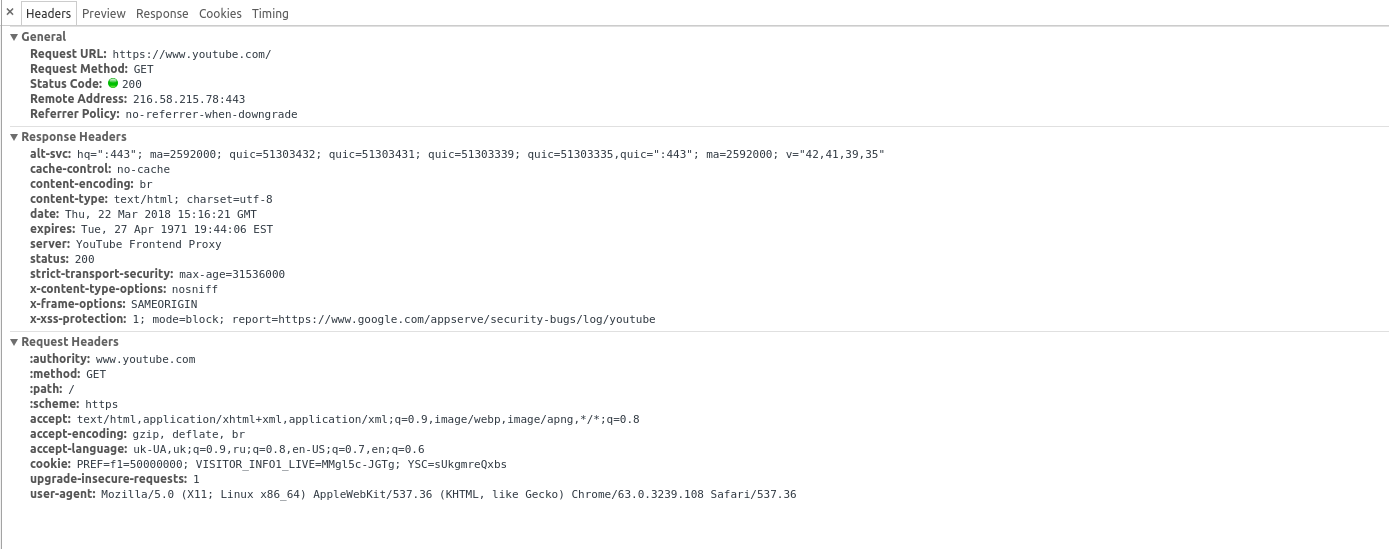 × Headers Preview Response Cookies Timing
▼ General
Request URL: https://www.youtube.com/
Request Method: GET
Status Code: 200
Remote Address: 216.58.215.78:443
Referrer Policy: no-referrer-when-downgrade
▼ Response Headers
alt-svc: hq=":443"; ma=2592000; quic=51303432; quic=51303431; quic=51303339; quic=51303335,quic=":443"; ma=2592000; v="42,41,39,35"
cache-control: no-cache
content-encoding: br
content-type: text/html; charset=utf-8
date: Thu, 22 Mar 2018 15:16:21 GMT
expires: Tue, 27 Apr 1971 19:44:06 EST
server: YouTube Frontend Proxy
status: 200
strict-transport-security: max-age=31536000
x-content-type-options: nosniff
x-frame-options: SAMEORIGIN
x-xss-protection: 1; mode=block; report=https://www.google.com/appserve/security-bugs/log/youtube
▼ Request Headers
:authority: www.youtube.com
:method: GET
:path: /
:scheme: https
accept: text/html,application/xhtml+xml,application/xml;q=0.9,image/webp,image/apng,*/*;q=0.8
accept-encoding: gzip, deflate, br
accept-language: uk-UA,uk;q=0.9,ru;q=0.8,en-US;q=0.7,en;q=0.6
cookie: PREF=f1=50000000; VISITOR_INFO1_LIVE=MMgl5c-JGTg; YSC=sUkgmreQxbs
upgrade-insecure-requests: 1
user-agent: Mozilla/5.0 (X11; Linux x86_64) AppleWebKit/537.36 (KHTML, like Gecko) Chrome/63.0.3239.108 Safari/537.36